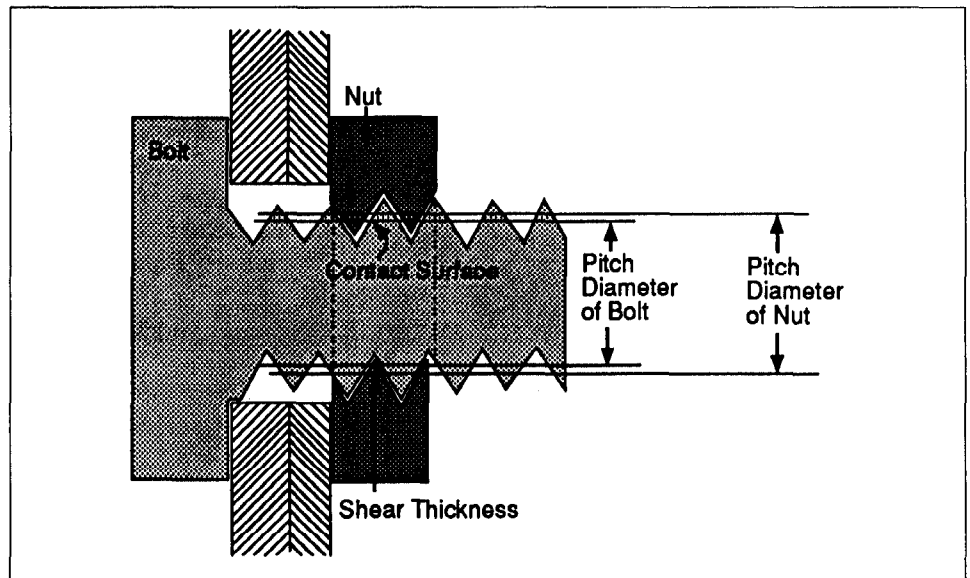 Nut
Bolt
Contact Surface
Pitch
Diameter
of Bolt
Pitch
Diameter
of Nut
Shear Thickness